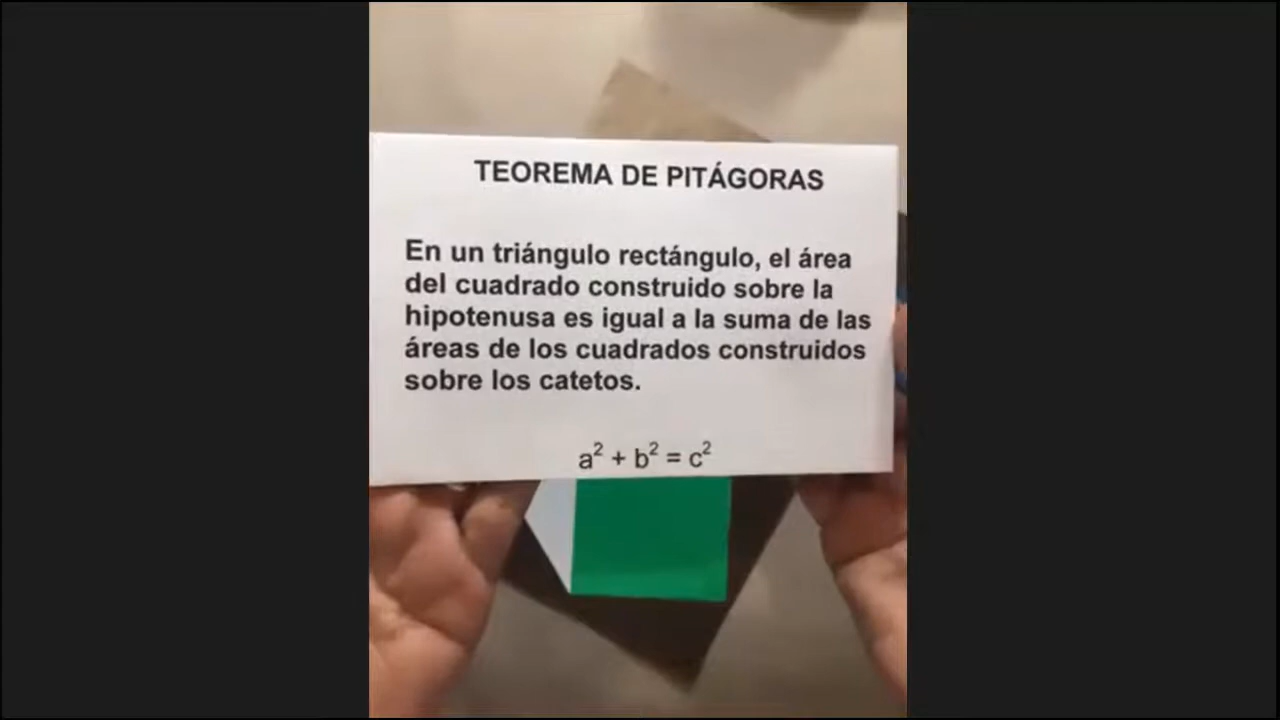 TEOREMA DE PITÁGORAS
En un triángulo rectángulo, el área
del cuadrado construido sobre la
hipotenusa es igual a la suma de las
áreas de los cuadrados construidos
sobre los catetos.
a² + b² = c²